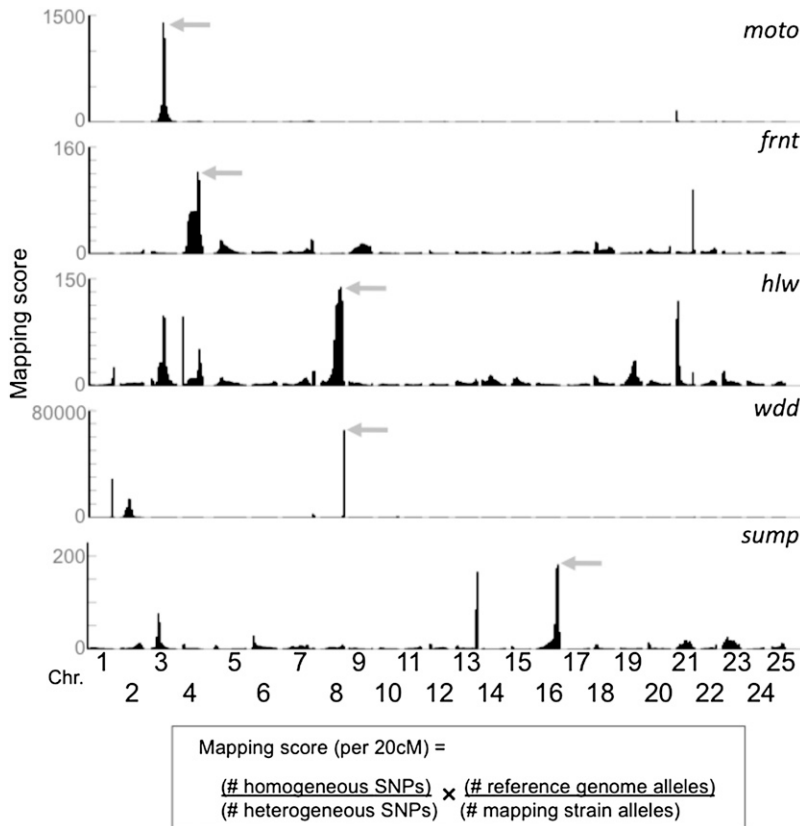 1500
moto
0
160
frnt
0
150
hlw
0
80000
wdd
0
200
sump
0
Mapping score
Chr.
1 3 5 7 9 11 13 15 17 19 21 23 25
2 4 6 8 10 12 14 16 18 20 22 24
Mapping score (per 20cM) =
(# homogeneous SNPs) × (# reference genome alleles)
(# heterogeneous SNPs) (# mapping strain alleles)